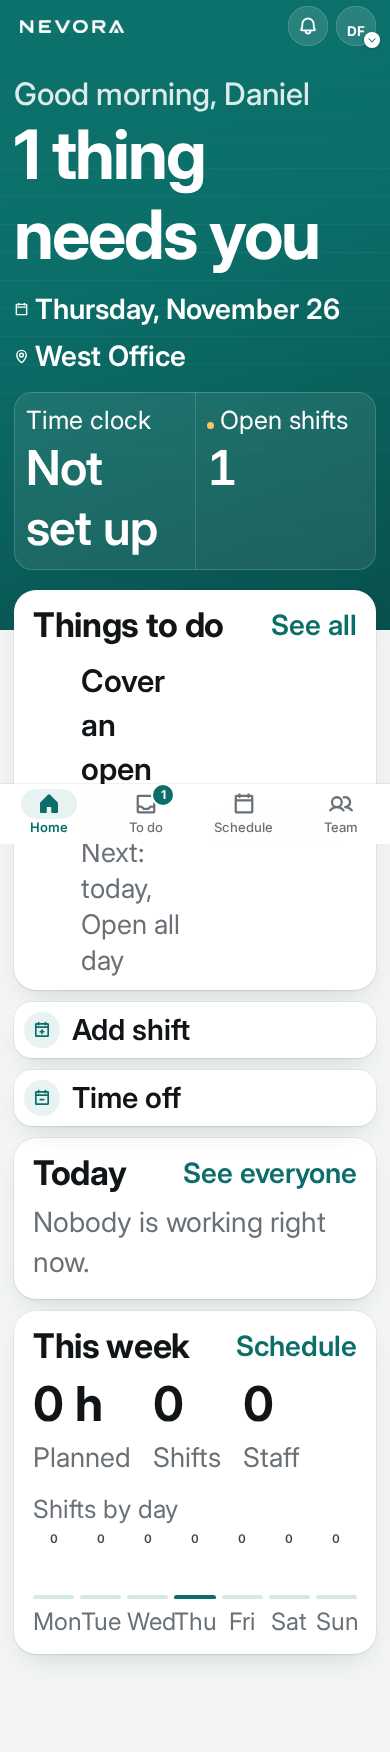 NEVORA
DF
Good morning, Daniel
1 thing
needs you
Thursday, November 26
West Office
Time clock
Not
set up
Open shifts
1
Things to do
See all
Cover
an
open
1
Home
To do
Schedule
Team
Next:
today,
Open all
day
Add shift
Time off
Today
See everyone
Nobody is working right
now.
This week
Schedule
0 h
0
0
Planned
Shifts
Staff
Shifts by day
0 0 0 0 0 0 0
Mon Tue Wed Thu Fri Sat Sun